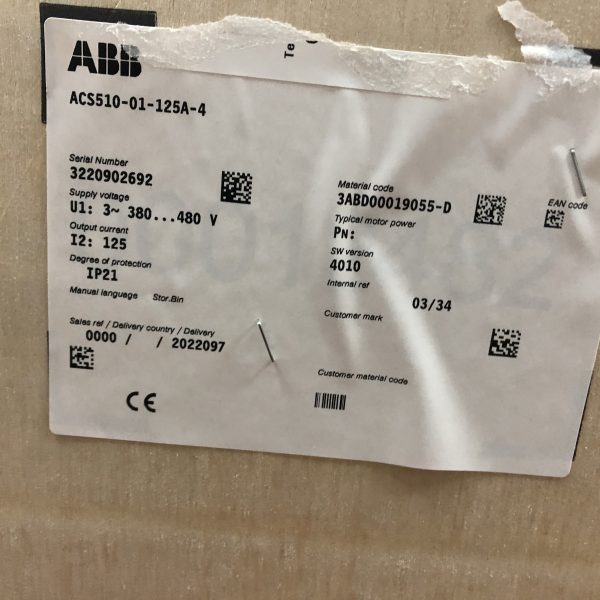 ABB
Te
ACS510-01-125A-4
Serial Number
3220902692
Supply voltage
U1: 3~ 380...480 V
Output current
I2: 125
Degree of protection
IP21
Manual language Stor.Bin
Sales ref / Delivery country / Delivery
0000 / / 2022097
CE
Material code
3ABD00019055-D
EAN code
Typical motor power
PN:
SW version
4010
Internal ref
03/34
Customer mark
Customer material code